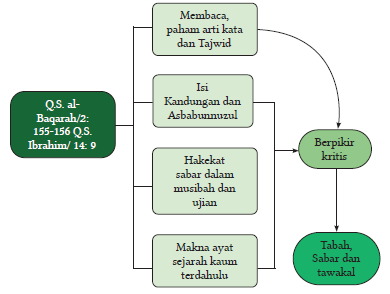 Q.S. al-
Baqarah/2:
155-156 Q.S.
Ibrahim/ 14: 9
Membaca,
paham arti kata
dan Tajwid
Isi
Kandungan dan
Asbabunnuzul
Hakekat
sabar dalam
musibah dan
ujian
Makna ayat
sejarah kaum
terdahulu
Berpikir
kritis
Tabah,
Sabar dan
tawakal